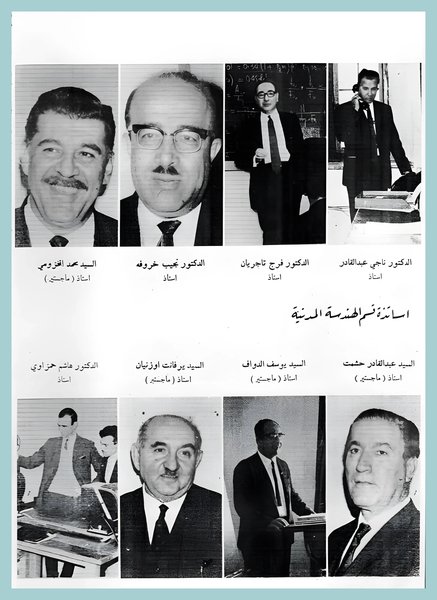 الدكتور ناجي عبدالقادر
استاذ
الدكتور فرج تاجريان
استاذ
الدكتور نجيب خروفه
استاذ
السيد محمد المخزومي
استاذ ( ماجستير )
اساتذة قسم الهندسة المدنية
السيد عبدالقادر حشمت
استاذ ( ماجستير )
السيد يوسف الدواف
استاذ ( ماجستير )
السيد يرفانت اوزنيان
استاذ ( ماجستير )
الدكتور هاشم حمزاوي
استاذ